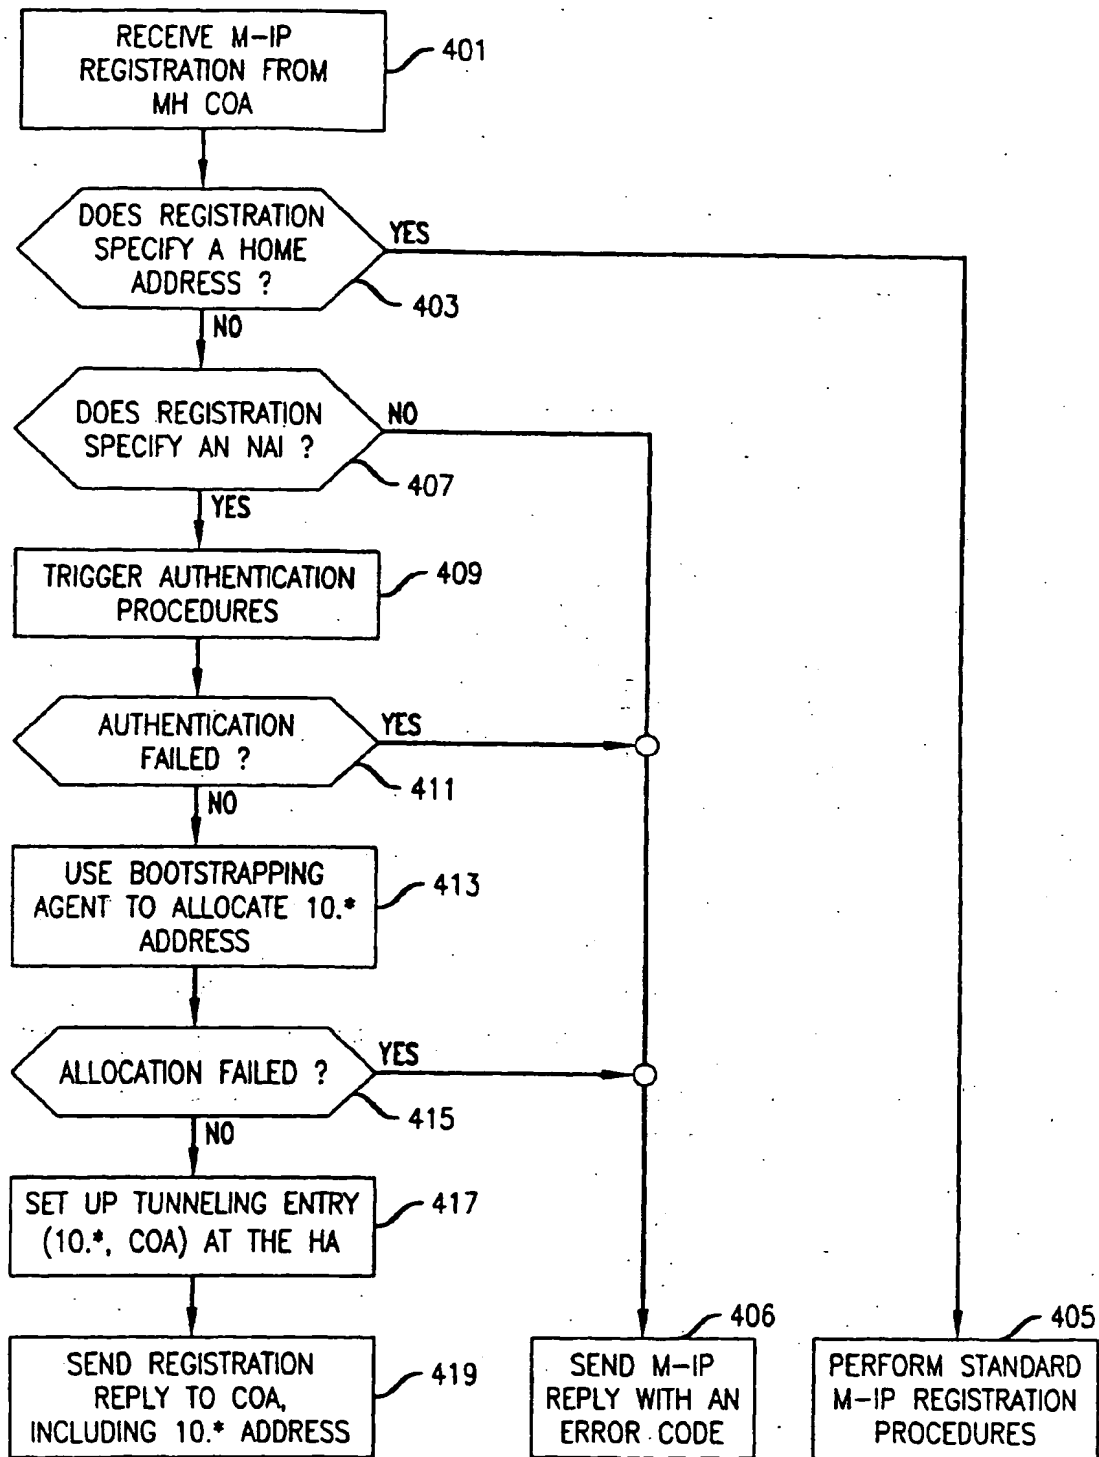 RECEIVE M-IP
REGISTRATION FROM
MH COA
401
DOES REGISTRATION
SPECIFY A HOME
ADDRESS ?
YES
403
NO
DOES REGISTRATION
SPECIFY AN NAI ?
NO
407
YES
TRIGGER AUTHENTICATION
PROCEDURES
409
AUTHENTICATION
FAILED ?
YES
411
NO
USE BOOTSTRAPPING
AGENT TO ALLOCATE 10.*
ADDRESS
413
ALLOCATION FAILED ?
YES
415
NO
SET UP TUNNELING ENTRY
(10.*, COA) AT THE HA
417
SEND REGISTRATION
REPLY TO COA,
INCLUDING 10.* ADDRESS
419
406
SEND M-IP
REPLY WITH AN
ERROR CODE
405
PERFORM STANDARD
M-IP REGISTRATION
PROCEDURES